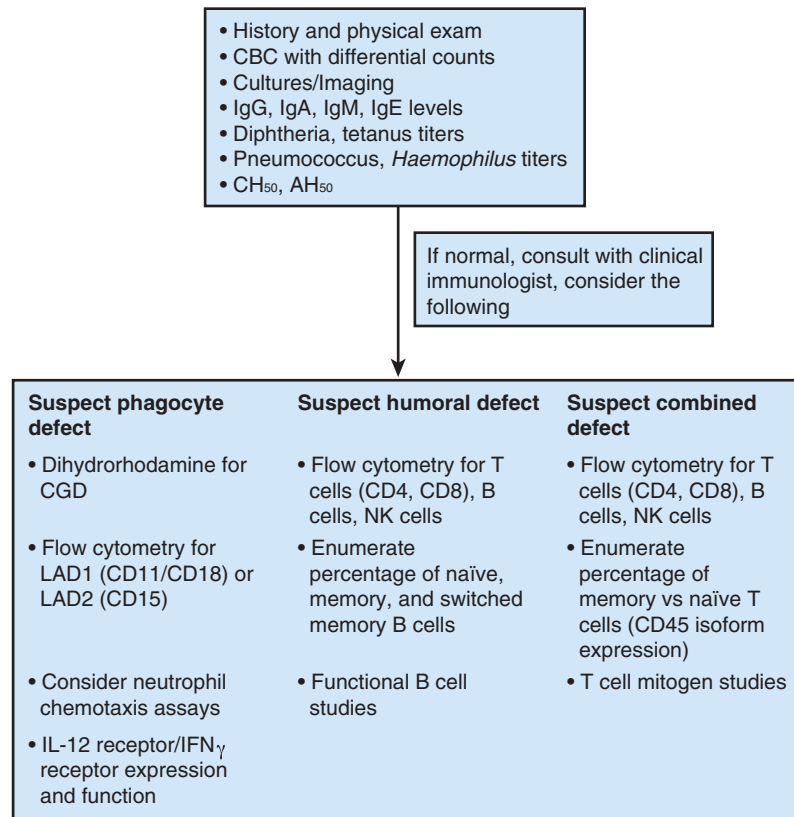 • History and physical exam
• CBC with differential counts
• Cultures/Imaging
• IgG, IgA, IgM, IgE levels
• Diphtheria, tetanus titers
• Pneumococcus, Haemophilus titers
• CH50, AH50
If normal, consult with clinical
immunologist, consider the
following
Suspect phagocyte
defect
• Dihydrorhodamine for
CGD
• Flow cytometry for
LAD1 (CD11/CD18) or
LAD2 (CD15)
• Consider neutrophil
chemotaxis assays
• IL-12 receptor/IFNγ
receptor expression
and function
Suspect humoral defect
• Flow cytometry for T
cells (CD4, CD8), B
cells, NK cells
• Enumerate
percentage of naïve,
memory, and switched
memory B cells
• Functional B cell
studies
Suspect combined
defect
• Flow cytometry for T
cells (CD4, CD8), B
cells, NK cells
• Enumerate
percentage of
memory vs naïve T
cells (CD45 isoform
expression)
• T cell mitogen studies